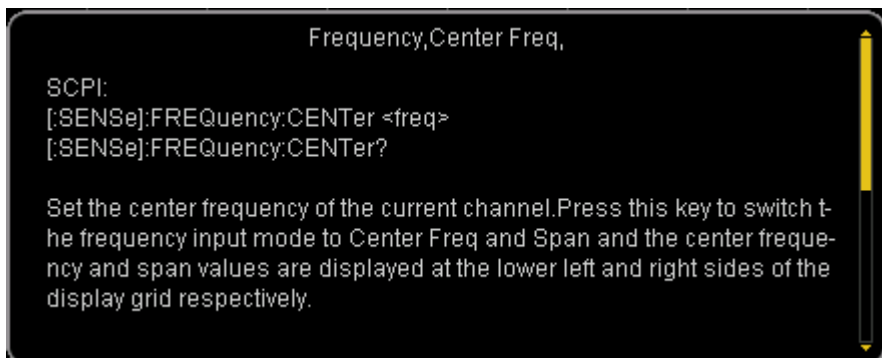 Frequency,Center Freq,
SCPI:
[:SENSe]:FREQuency:CENTer <freq>
[:SENSe]:FREQuency:CENTer?
Set the center frequency of the current channel.Press this key to switch t-
he frequency input mode to Center Freq and Span and the center freque-
ncy and span values are displayed at the lower left and right sides of the
display grid respectively.